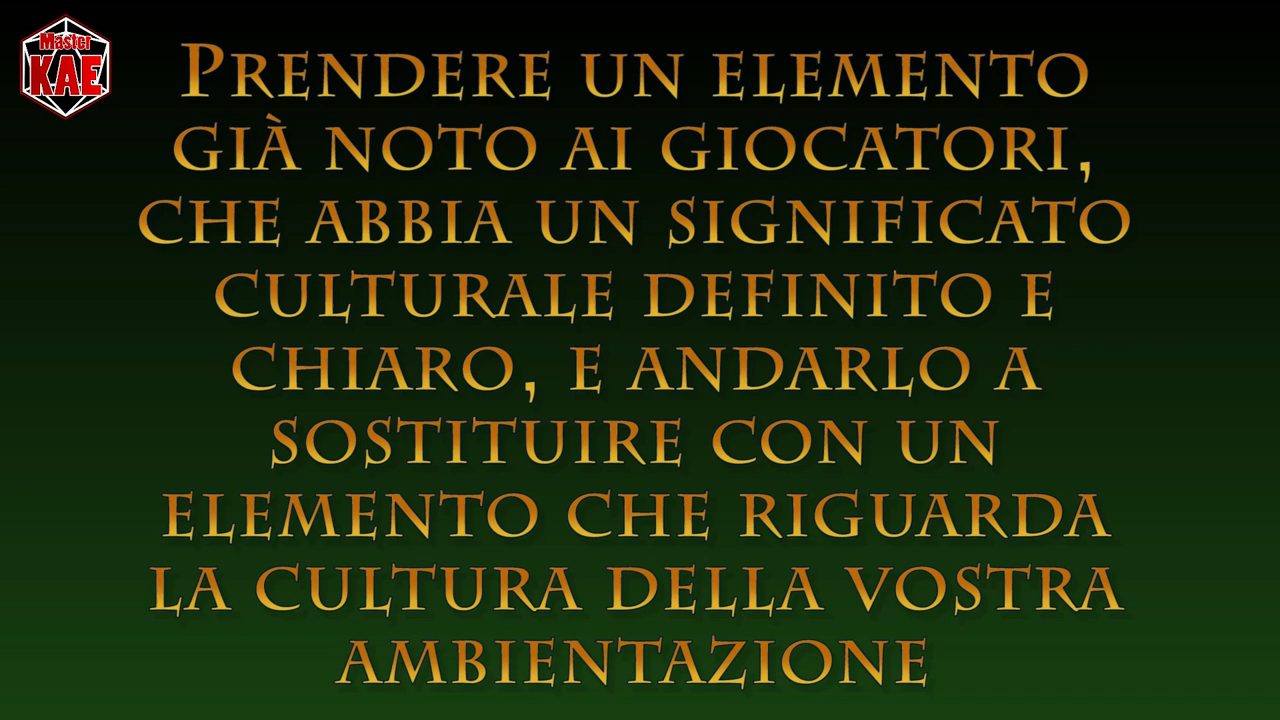 Master
KAE
Prendere un elemento
già noto ai giocatori,
che abbia un significato
culturale definito e
chiaro, e andarlo a
sostituire con un
elemento che riguarda
la cultura della vostra
ambientazione